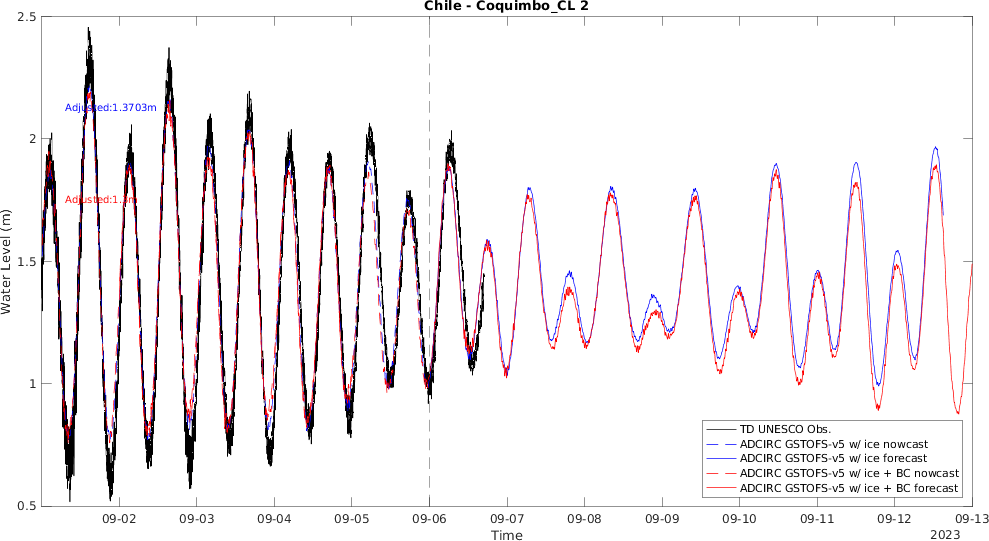 Chile - Coquimbo_CL 2
2.5
2
1.5
1
0.5
Water Level (m)
Adjusted:1.3703m
TD UNESCO Obs.
ADCIRC GSTOFS-v5 w/ ice nowcast
ADCIRC GSTOFS-v5 w/ ice forecast
ADCIRC GSTOFS-v5 w/ ice + BC nowcast
ADCIRC GSTOFS-v5 w/ ice + BC forecast
09-02 09-03 09-04 09-05 09-06 09-07 09-08 09-09 09-10 09-11 09-12 09-13
Time
2023